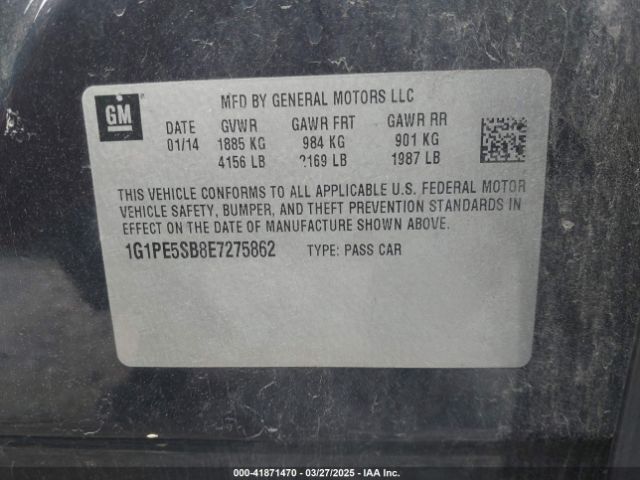 GM
MFD BY GENERAL MOTORS LLC
DATE GVWR GAWR FRT GAWR RR
01/14 1885 KG 984 KG 901 KG
4156 LB 2169 LB 1987 LB
THIS VEHICLE CONFORMS TO ALL APPLICABLE U.S. FEDERAL MOTOR
VEHICLE SAFETY, BUMPER, AND THEFT PREVENTION STANDARDS IN
EFFECT ON THE DATE OF MANUFACTURE SHOWN ABOVE.
1G1PE5SB8E7275862 TYPE: PASS CAR
000-41871470 - 03/27/2025 - IAA Inc.